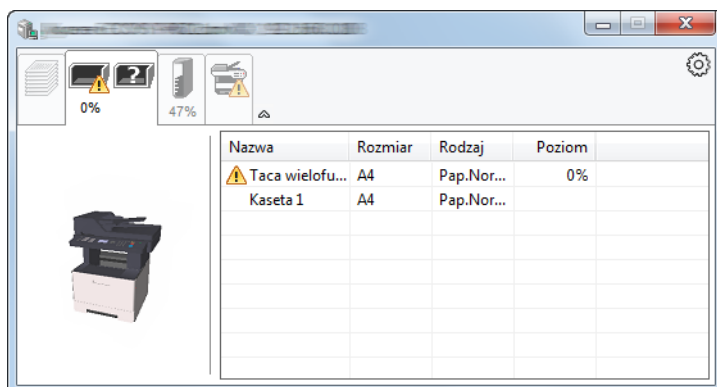 0%
47%
Nazwa Rozmiar Rodzaj Poziom
Taca wielofu... A4 Pap.Nor... 0%
Kaseta 1 A4 Pap.Nor...